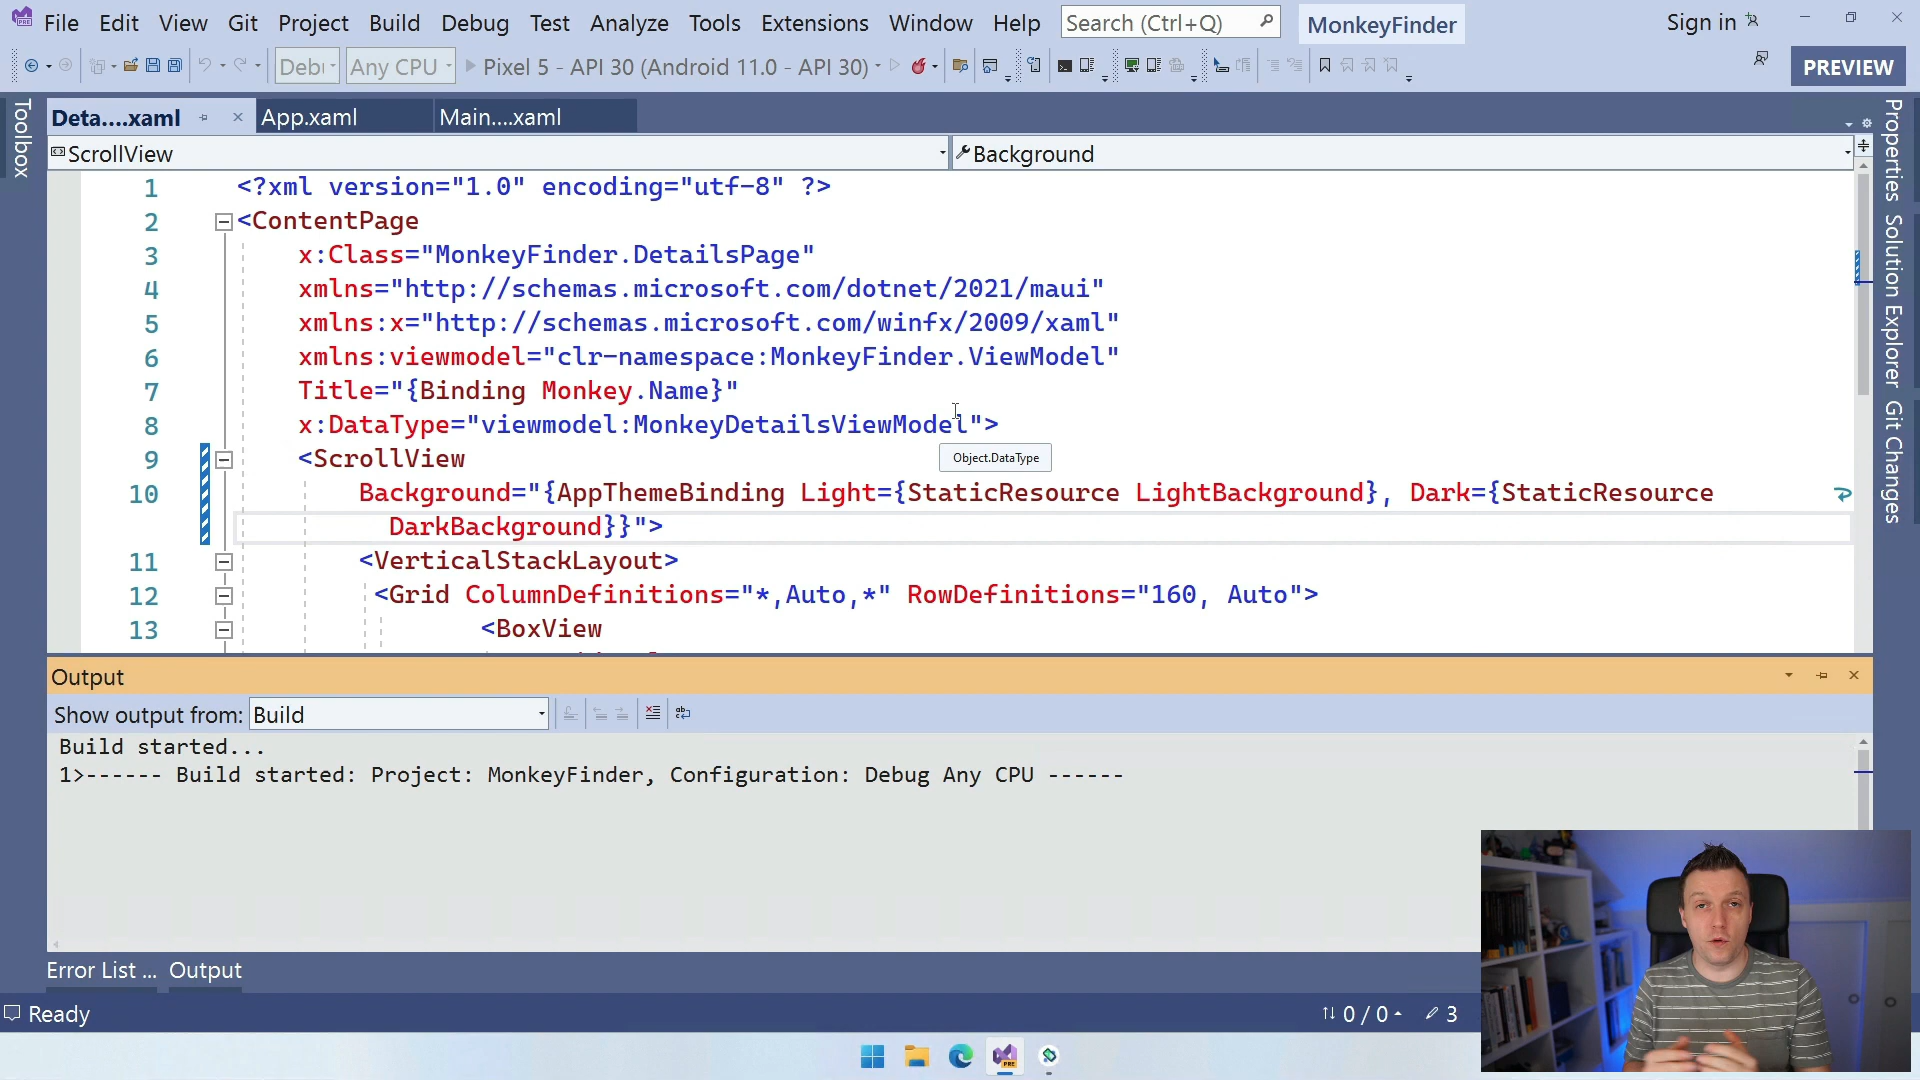 File Edit View Git Project Build Debug Test Analyze Tools Extensions Window Help Search (Ctrl+Q) MonkeyFinder Sign in
Debu Any CPU Pixel 5 - API 30 (Android 11.0 - API 30) PREVIEW
Toolbox
Deta....xaml App.xaml Main....xaml
ScrollView Background
1 <?xml version="1.0" encoding="utf-8" ?>
2 <ContentPage
3 x:Class="MonkeyFinder.DetailsPage"
4 xmlns="http://schemas.microsoft.com/dotnet/2021/maui"
5 xmlns:x="http://schemas.microsoft.com/winfx/2009/xaml"
6 xmlns:viewmodel="clr-namespace:MonkeyFinder.ViewModel"
7 Title="{Binding Monkey.Name}"
8 x:DataType="viewmodel:MonkeyDetailsViewModel">
9 <ScrollView
Object.DataType
10 Background="{AppThemeBinding Light={StaticResource LightBackground}, Dark={StaticResource
DarkBackground}}">
11 <VerticalStackLayout>
12 <Grid ColumnDefinitions="*,Auto,*" RowDefinitions="160, Auto">
13 <BoxView
Properties
Solution Explorer
Git Changes
Output
Show output from: Build
Build started...
1>------ Build started: Project: MonkeyFinder, Configuration: Debug Any CPU ------
Error List ... Output
Ready 0 / 0 3